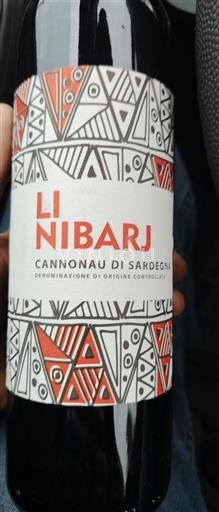 LI
NIBARJ
CANNONAU DI SARDEGNA
DENOMINAZIONE DI ORIGINE CONTROLLATA